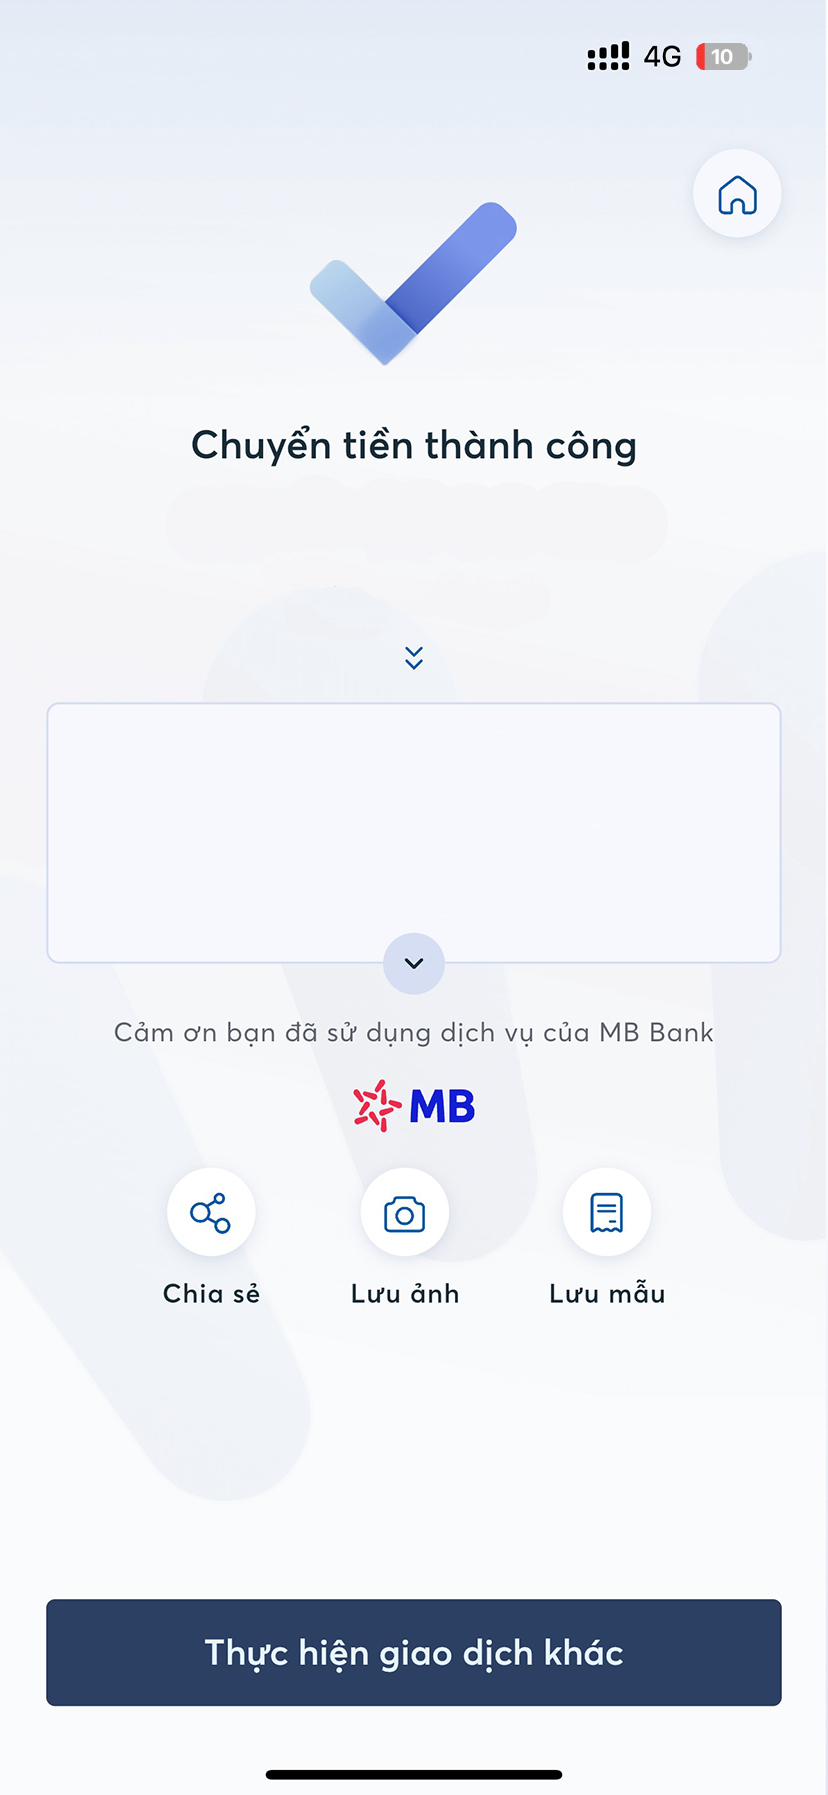 4G 10
Chuyển tiền thành công
Cảm ơn bạn đã sử dụng dịch vụ của MB Bank
MB
Chia sẻ Lưu ảnh Lưu mẫu
Thực hiện giao dịch khác